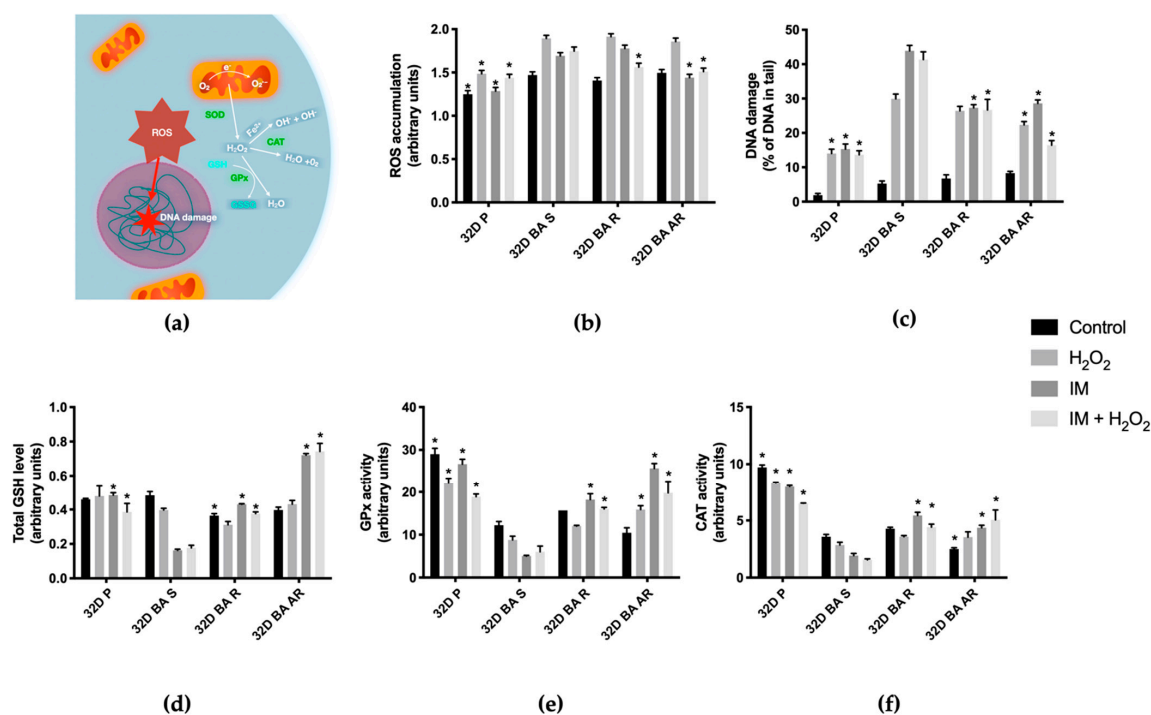 O₂
e⁻
O₂⁻⁻
SOD
ROS
Fe²⁺
OH⁻ + OH⁻
CAT
H₂O₂
H₂O +0₂
GSH
GPx
GSSG
H₂O
DNA damage
(a)
ROS accumulation
(arbitrary units)
2.0
1.5
1.0
0.5
0.0
* * * *
*
* *
32D P
32D BA S
32D BA R
32D BA AR
(b)
DNA damage
(% of DNA in tail)
50
40
30
20
10
0
* * *
* *
* * *
32D P
32D BA S
32D BA R
32D BA AR
(c)
Control
H₂O₂
IM
IM + H₂O₂
Total GSH level
(arbitrary units)
1.0
0.8
0.6
0.4
0.2
0.0
* *
* * *
* *
32D P
32D BA S
32D BA R
32D BA AR
(d)
GPx activity
(arbitrary units)
40
30
20
10
0
* * * *
* *
* * *
32D P
32D BA S
32D BA R
32D BA AR
(e)
CAT activity
(arbitrary units)
15
10
5
0
* * * *
* *
* * *
32D P
32D BA S
32D BA R
32D BA AR
(f)